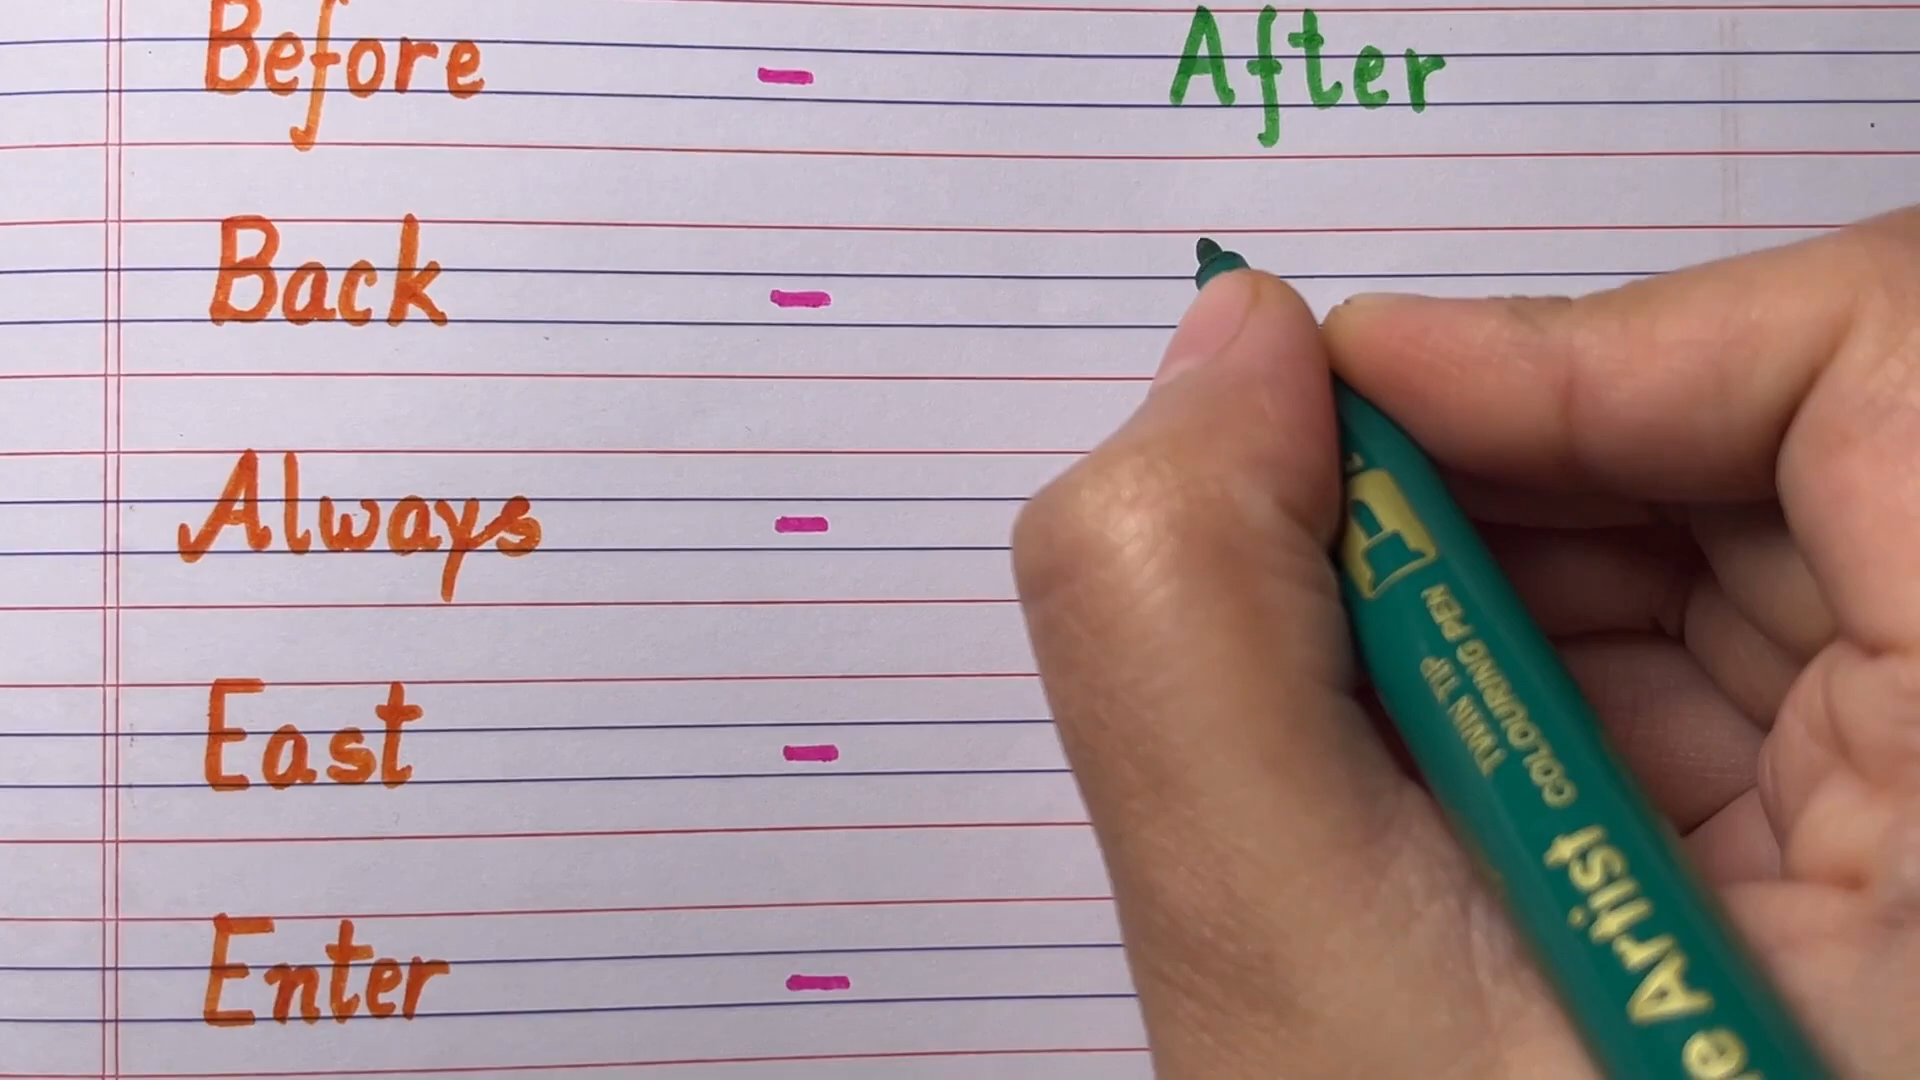 Before - After
Back -
Always -
East -
Enter -
TWIN TIP
COLOURING PEN
Artist